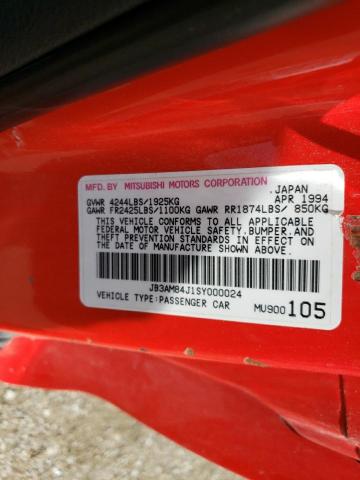 MFD. BY MITSUBISHI MOTORS CORPORATION .JAPAN
GVWR 4244LBS/1925KG APR 1994
GAWR FR2425LBS/1100KG GAWR RR1874LBS/ 850KG
THIS VEHICLE CONFORMS TO ALL APPLICABLE
FEDERAL MOTOR VEHICLE SAFETY.BUMPER.AND
THEFT PREVENTION STANDARDS IN EFFECT ON
THE DATE OF MANUFACTURE SHOWN ABOVE.
JB3AM84J1SY000024
VEHICLE TYPE:PASSENGER CAR MU900105